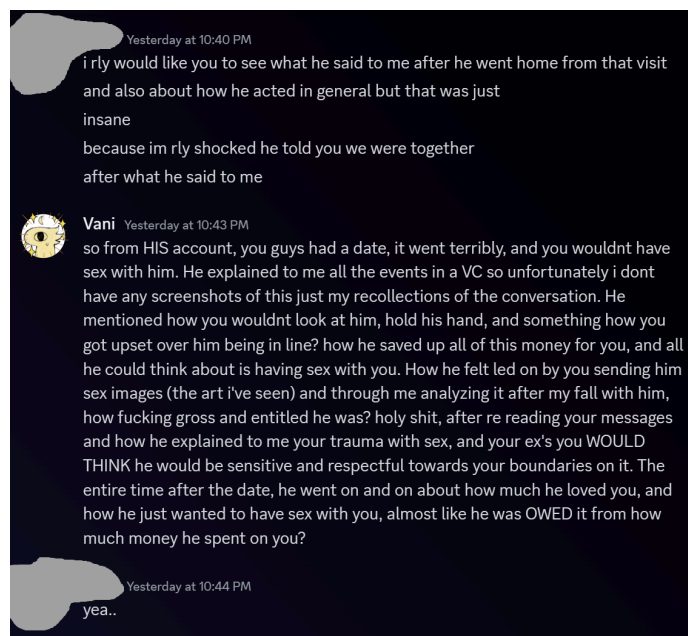 Yesterday at 10:40 PM
i rly would like you to see what he said to me after he went home from that visit
and also about how he acted in general but that was just
insane
because im rly shocked he told you we were together
after what he said to me
Vani Yesterday at 10:43 PM
so from HIS account, you guys had a date, it went terribly, and you wouldnt have
sex with him. He explained to me all the events in a VC so unfortunately i dont
have any screenshots of this just my recollections of the conversation. He
mentioned how you wouldnt look at him, hold his hand, and something how you
got upset over him being in line? how he saved up all of this money for you, and all
he could think about is having sex with you. How he felt led on by you sending him
sex images (the art i've seen) and through me analyzing it after my fall with him,
how fucking gross and entitled he was? holy shit, after re reading your messages
and how he explained to me your trauma with sex, and your ex's you WOULD
THINK he would be sensitive and respectful towards your boundaries on it. The
entire time after the date, he went on and on about how much he loved you, and
how he just wanted to have sex with you, almost like he was OWED it from how
much money he spent on you?
Yesterday at 10:44 PM
yea..